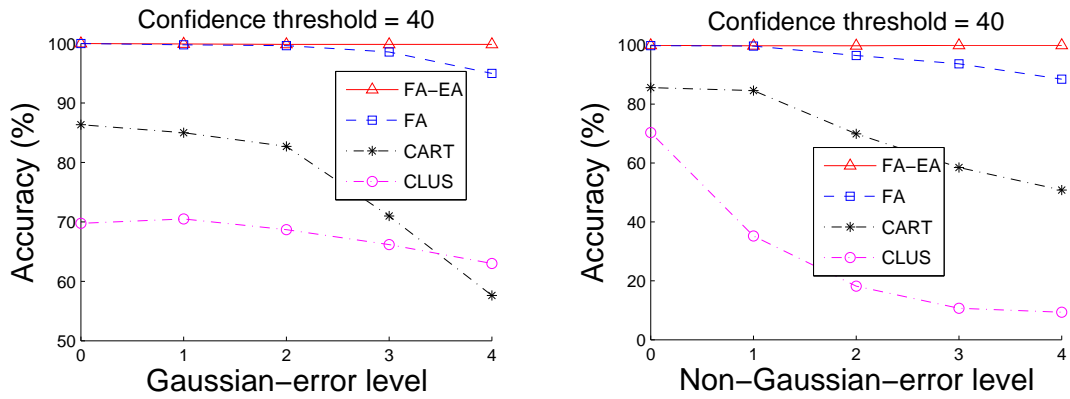 Confidence threshold = 40
Accuracy (%)
100
90
80
70
60
50
0
1
2
3
4
FA−EA
FA
CART
CLUS
Gaussian−error level
Confidence threshold = 40
Accuracy (%)
100
80
60
40
20
0
0
1
2
3
4
FA−EA
FA
CART
CLUS
Non−Gaussian−error level